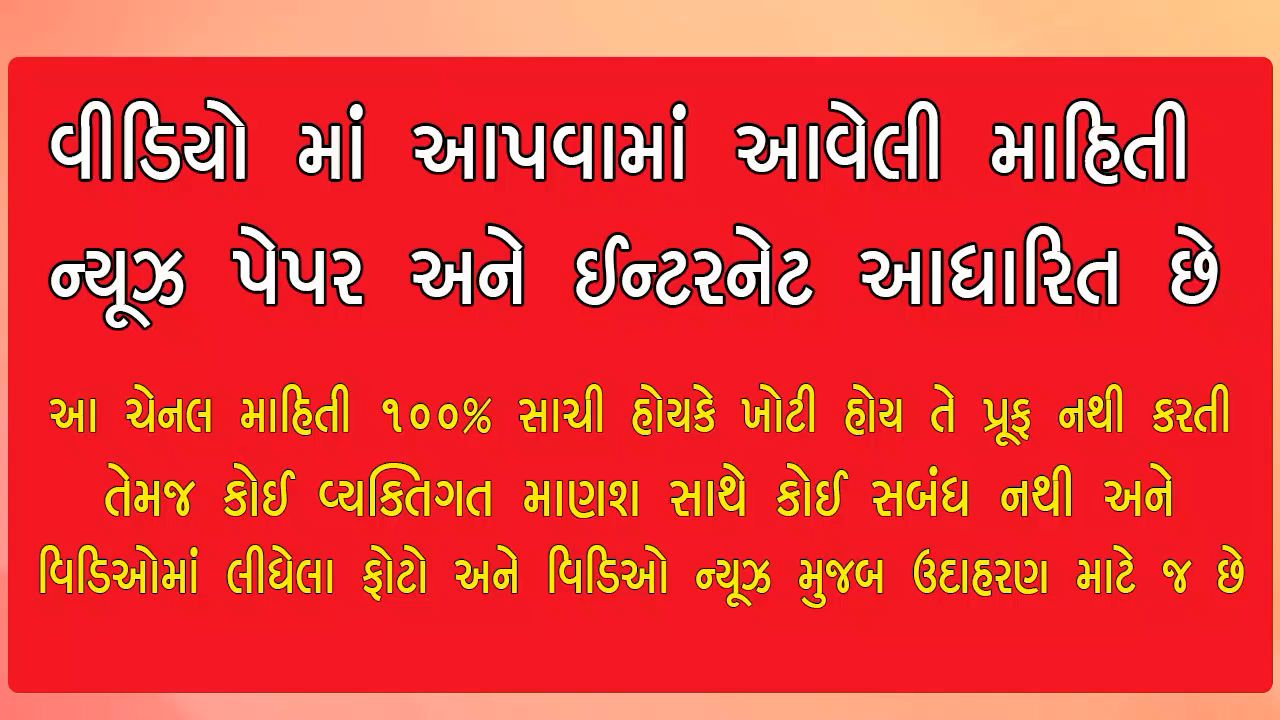 વીડિયો માં આપવામાં આવેલી માહિતી
ન્યૂઝ પેપર અને ઈન્ટરનેટ આધારિત છે
આ ચેનલ માહિતી ૧૦૦% સાચી હોયકે ખોટી હોય તે પ્રૂફ નથી કરતી
તેમજ કોઈ વ્યક્તિગત માણશ સાથે કોઈ સબંધ નથી અને
વિડિઓમાં લીધેલા ફોટો અને વિડિઓ ન્યૂઝ મુજબ ઉદાહરણ માટે જ છે